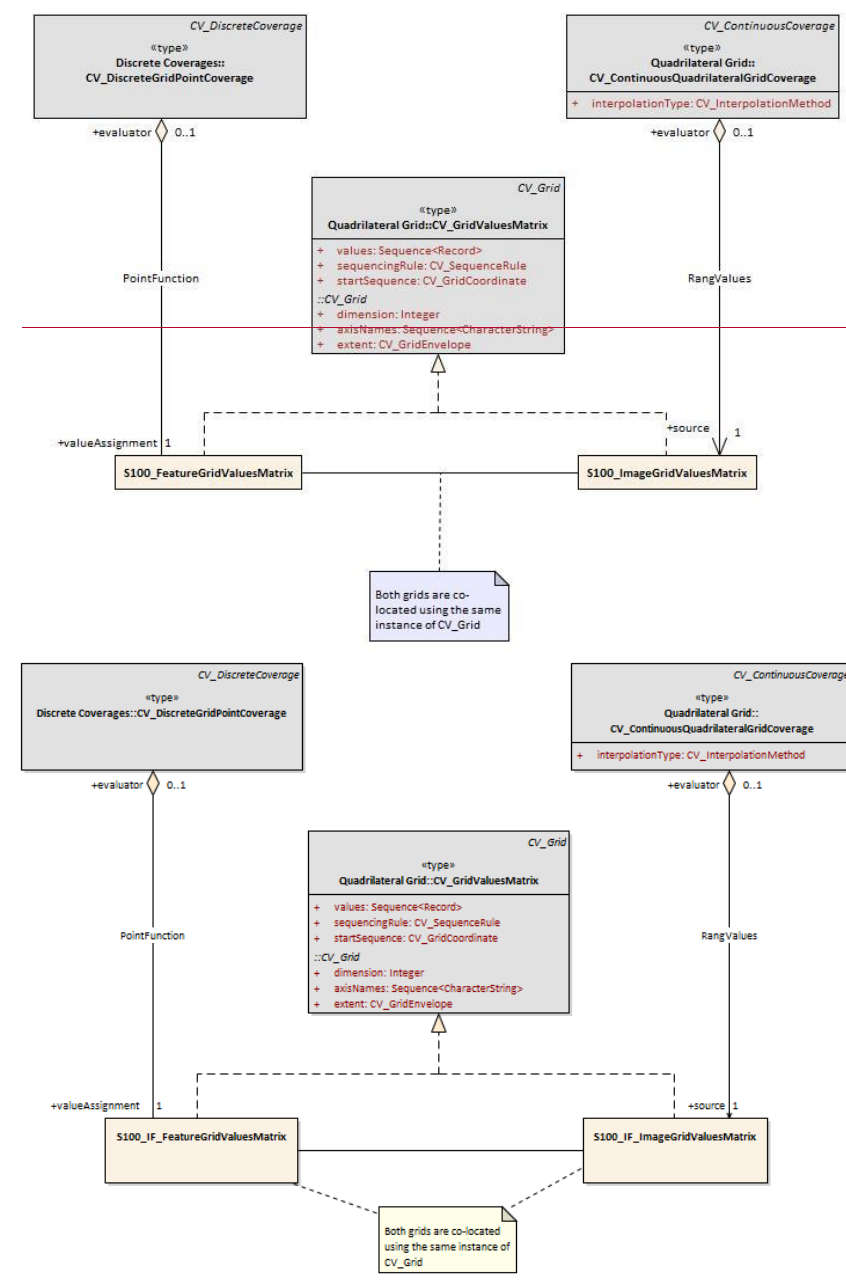 CV_DiscreteCoverage
«type»
Discrete Coverages::
CV_DiscreteGridPointCoverage
CV_ContinuousCoverage
«type»
Quadrilateral Grid::
CV_ContinuousQuadrilateralGridCoverage
+ interpolationType: CV_InterpolationMethod
+evaluator 0..1
+evaluator 0..1
CV_Grid
«type»
Quadrilateral Grid::CV_GridValuesMatrix
+ values: Sequence<Record>
+ sequencingRule: CV_SequenceRule
+ startSequence: CV_GridCoordinate
::CV_Grid
+ dimension: Integer
+ axisNames: Sequence<CharacterString>
+ extent: CV_GridEnvelope
PointFunction
RangValues
+valueAssignment 1
+source 1
S100_FeatureGridValuesMatrix
S100_ImageGridValuesMatrix
Both grids are co-
located using the same
instance of CV_Grid
CV_DiscreteCoverage
«type»
Discrete Coverages::CV_DiscreteGridPointCoverage
CV_ContinuousCoverage
«type»
Quadrilateral Grid::
CV_ContinuousQuadrilateralGridCoverage
+ interpolationType: CV_InterpolationMethod
+evaluator 0..1
+evaluator 0..1
CV_Grid
«type»
Quadrilateral Grid::CV_GridValuesMatrix
+ values: Sequence<Record>
+ sequencingRule: CV_SequenceRule
+ startSequence: CV_GridCoordinate
::CV_Grid
+ dimension: Integer
+ axisNames: Sequence<CharacterString>
+ extent: CV_GridEnvelope
PointFunction
RangValues
+valueAssignment 1
+source 1
S100_IF_FeatureGridValuesMatrix
S100_IF_ImageGridValuesMatrix
Both grids are co-located
using the same instance of
CV_Grid